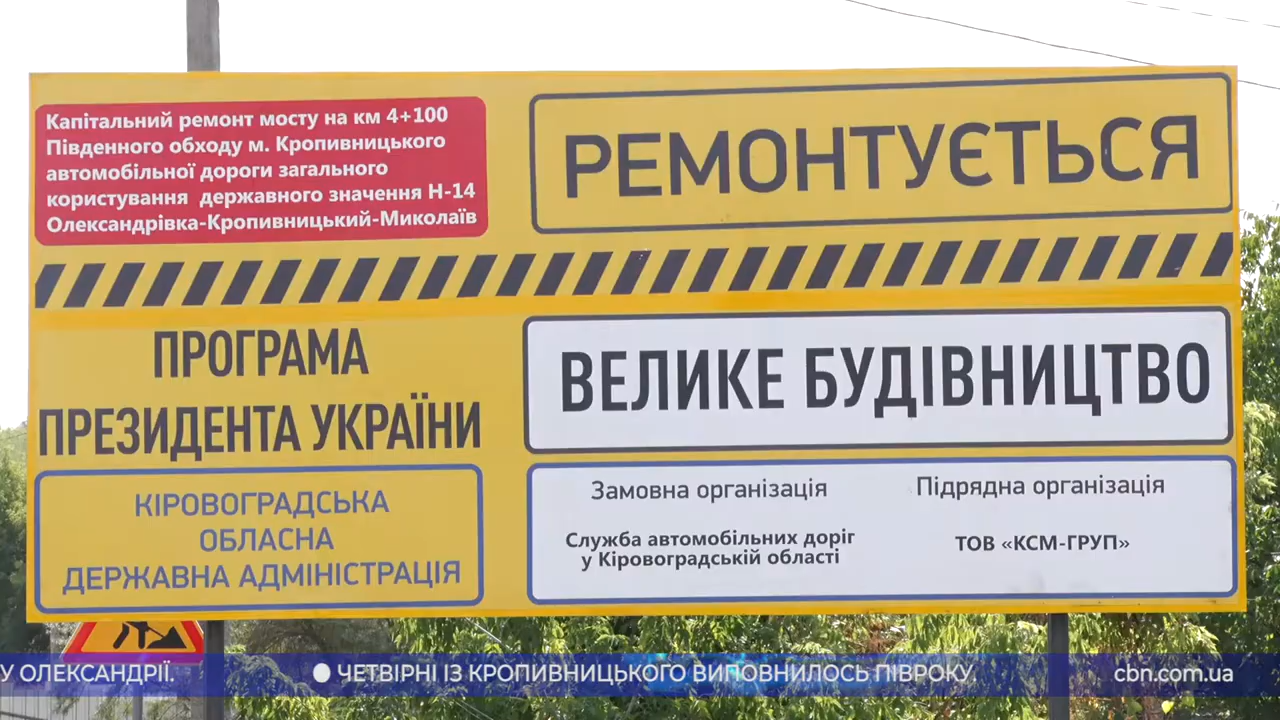 Капітальний ремонт мосту на км 4+100
Південного обходу м. Кропивницького
автомобільної дороги загального
користування державного значення Н-14
Олександрівка-Кропивницький-Миколаїв
РЕМОНТУЄТЬСЯ
ПРОГРАМА
ПРЕЗИДЕНТА УКРАЇНИ
ВЕЛИКЕ БУДІВНИЦТВО
КІРОВОГРАДСЬКА
ОБЛАСНА
ДЕРЖАВНА АДМІНІСТРАЦІЯ
Замовна організація
Служба автомобільних доріг
у Кіровоградській області
Підрядна організація
ТОВ «КСМ-ГРУП»
У ОЛЕКСАНДРІЇ. ● ЧЕТВІРНІ ІЗ КРОПИВНИЦЬКОГО ВИПОВНИЛОСЬ ПІВРОКУ. cbn.com.ua